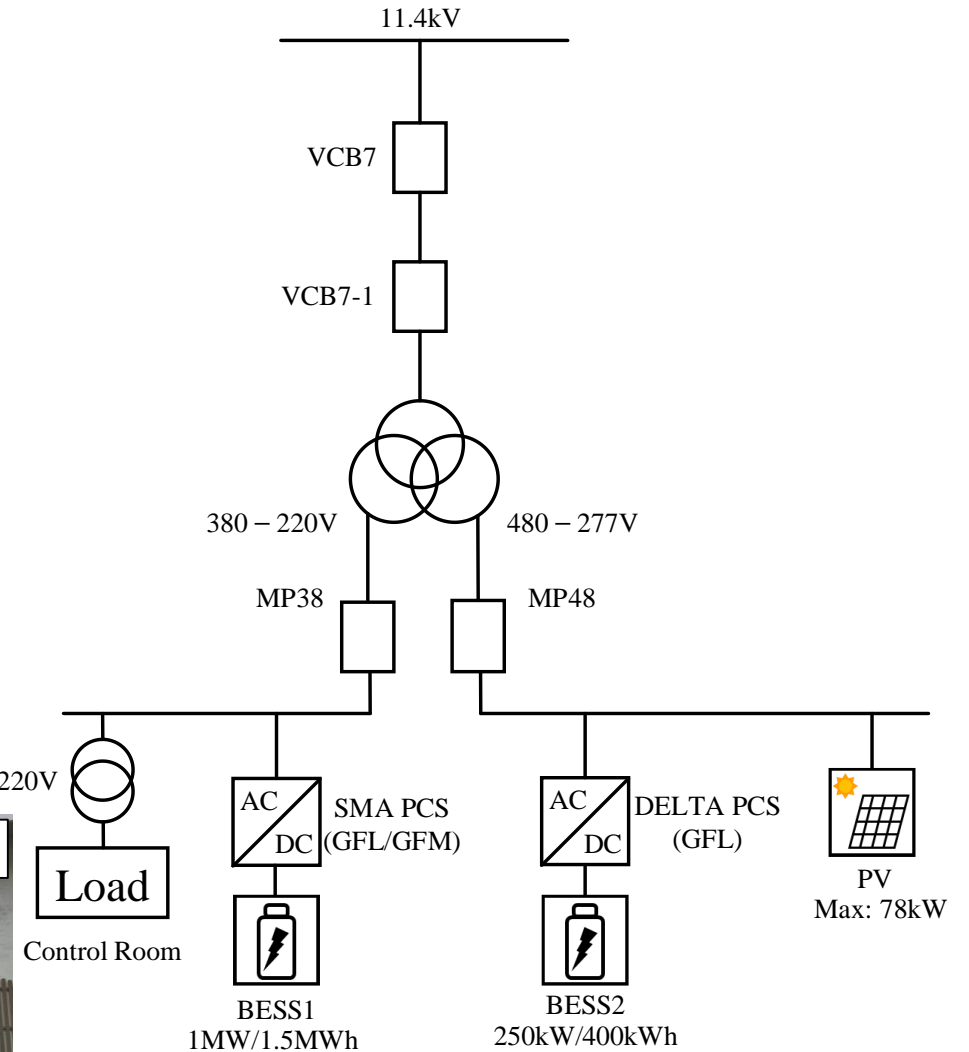 11.4kV
VCB7
VCB7-1
380 – 220V
480 – 277V
MP38
MP48
220V
AC
DC
SMA PCS
(GFL/GFM)
AC
DC
DELTA PCS
(GFL)
Load
Control Room
PV
Max: 78kW
BESS1
1MW/1.5MWh
BESS2
250kW/400kWh